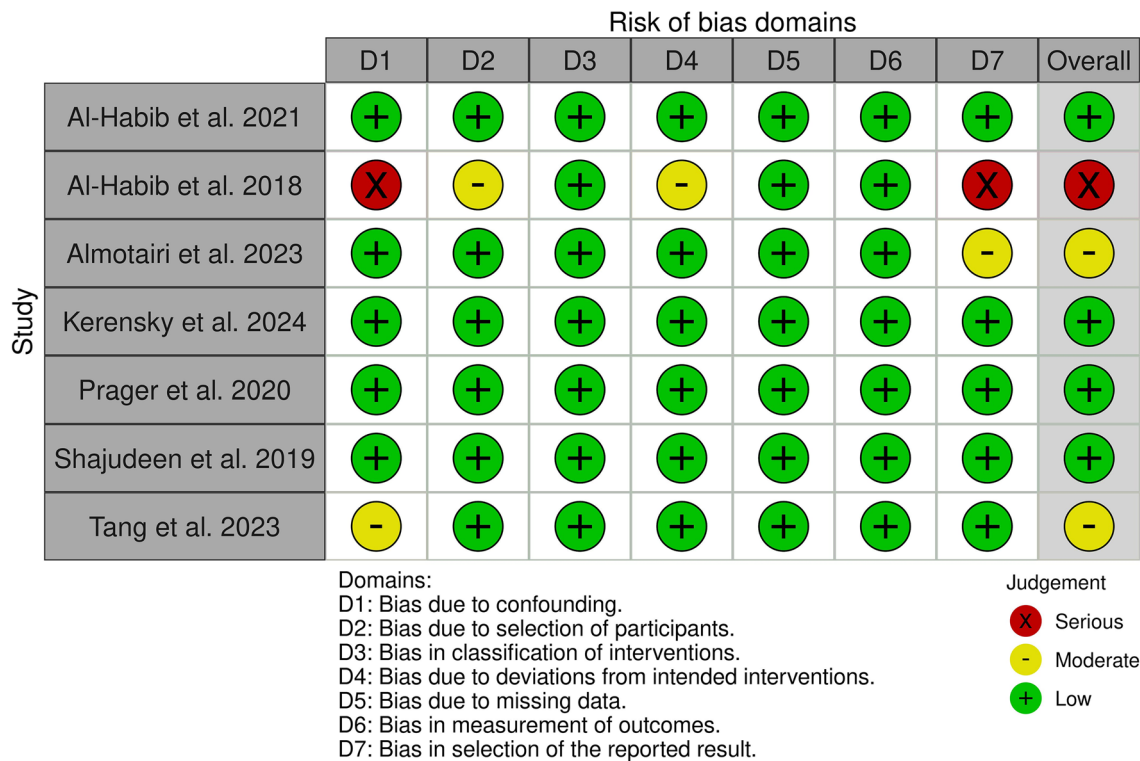 Risk of bias domains
D1 D2 D3 D4 D5 D6 D7 Overall
Study
Al-Habib et al. 2021 + + + + + + + +
Al-Habib et al. 2018 X - + - + + X X
Almotairi et al. 2023 + + + + + + - -
Kerensky et al. 2024 + + + + + + + +
Prager et al. 2020 + + + + + + + +
Shajudeen et al. 2019 + + + + + + + +
Tang et al. 2023 - + + + + + + -
Domains:
D1: Bias due to confounding.
D2: Bias due to selection of participants.
D3: Bias in classification of interventions.
D4: Bias due to deviations from intended interventions.
D5: Bias due to missing data.
D6: Bias in measurement of outcomes.
D7: Bias in selection of the reported result.
Judgement
X Serious
- Moderate
+ Low